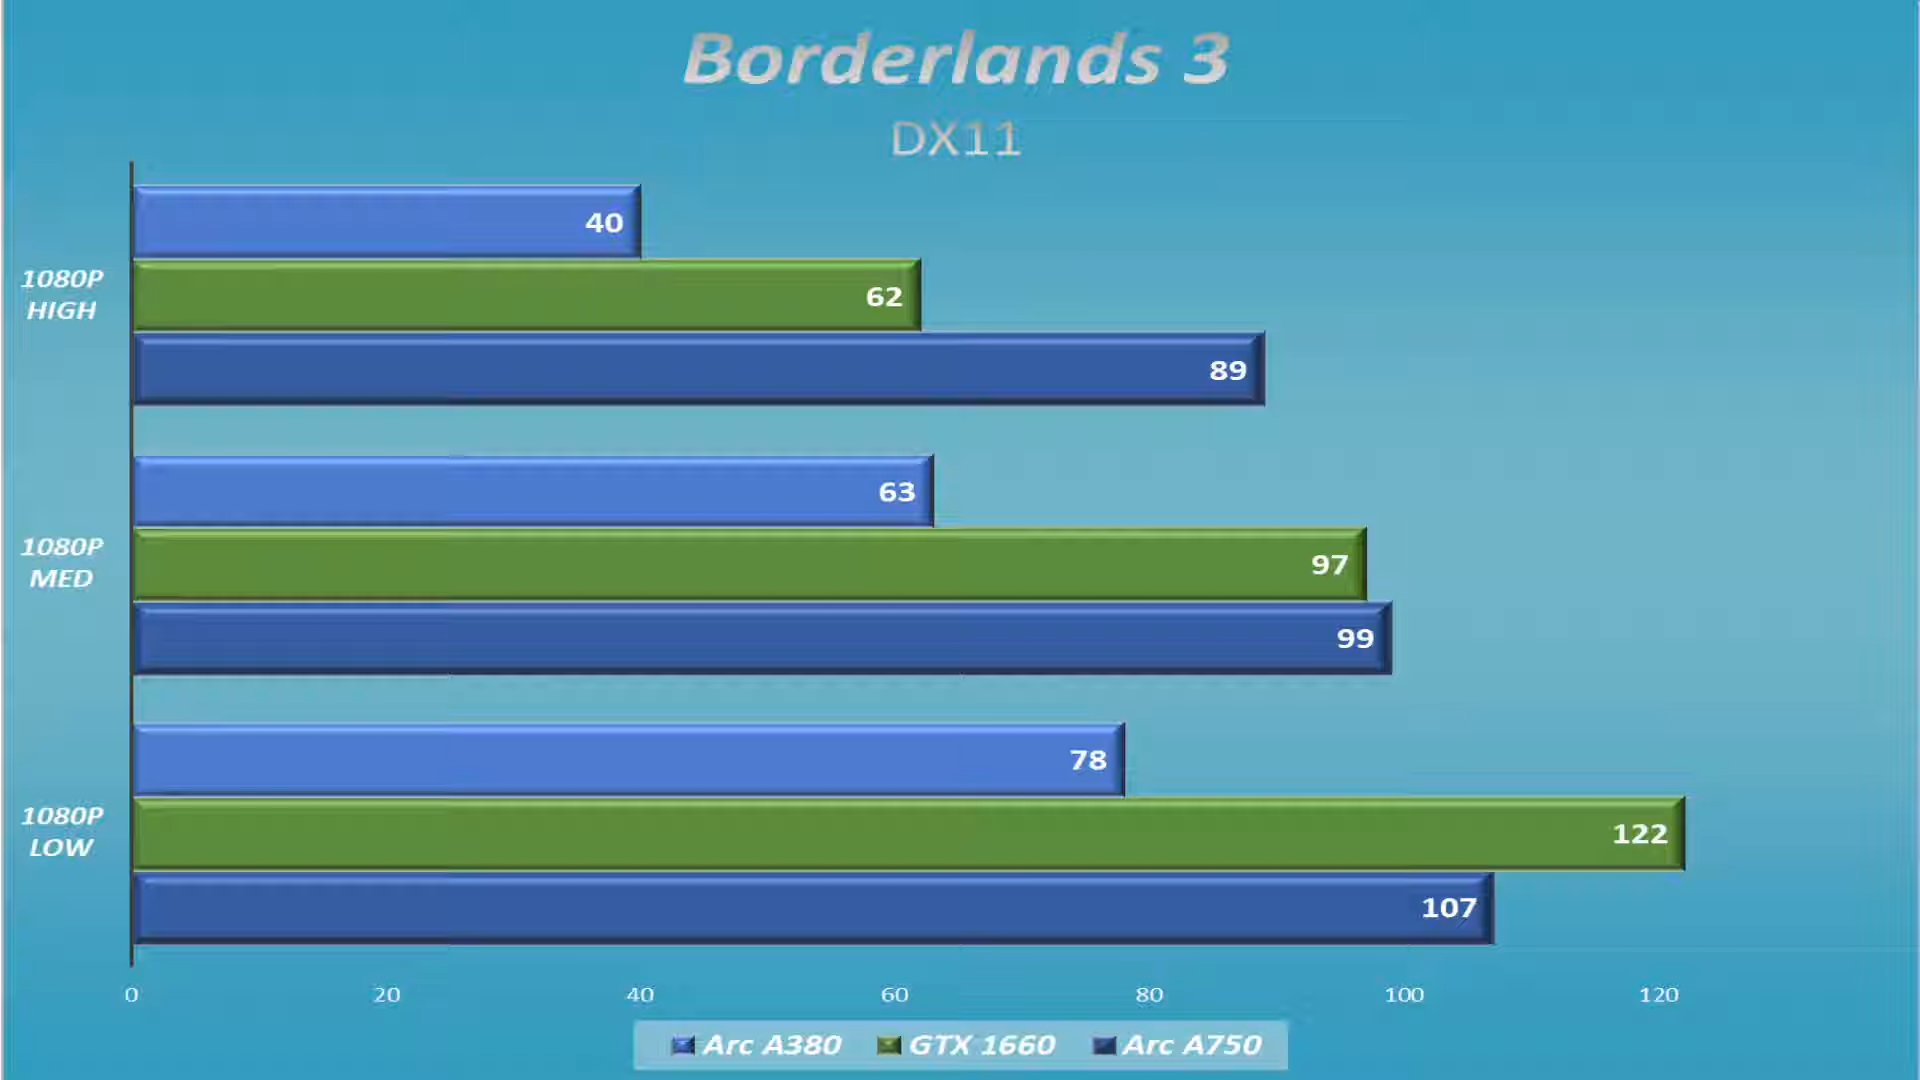 Borderlands 3
DX11
1080P
HIGH
40
62
89
1080P
MED
63
97
99
1080P
LOW
78
122
107
0 20 40 60 80 100 120
Arc A380 GTX 1660 Arc A750